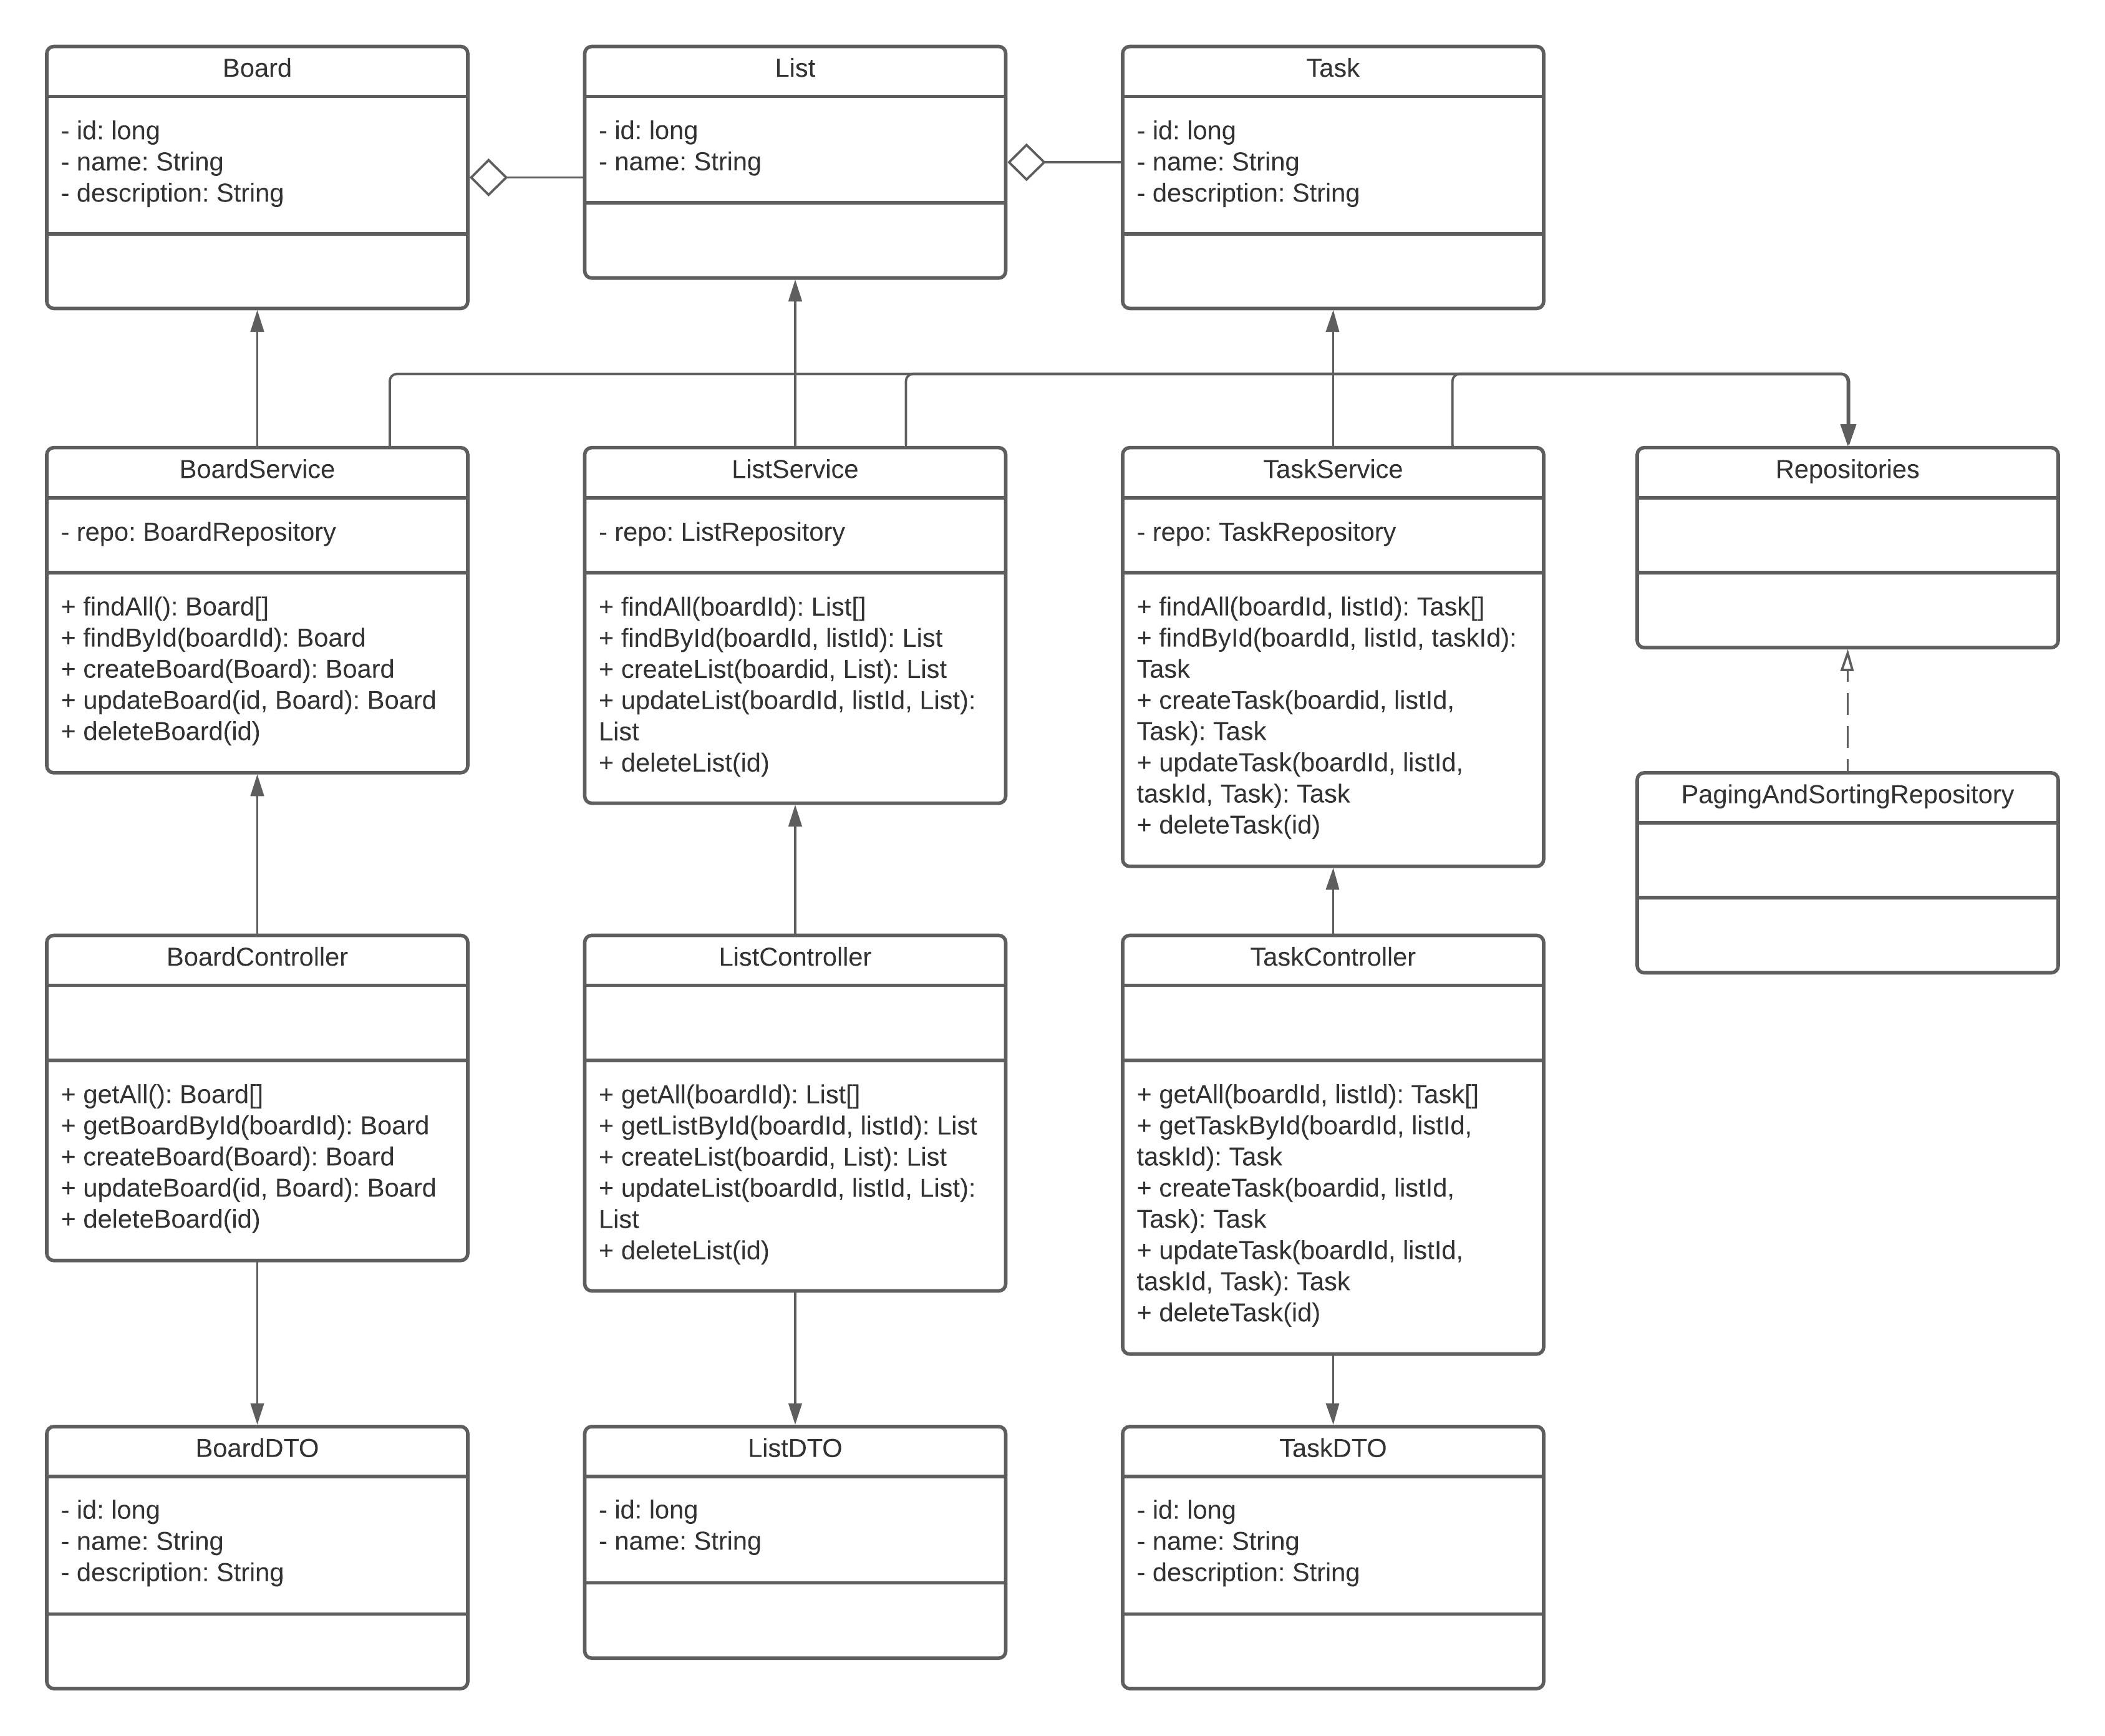 Board
- id: long
- name: String
- description: String
List
- id: long
- name: String
Task
- id: long
- name: String
- description: String
BoardService
- repo: BoardRepository
+ findAll(): Board[]
+ findById(boardId): Board
+ createBoard(Board): Board
+ updateBoard(id, Board): Board
+ deleteBoard(id)
ListService
- repo: ListRepository
+ findAll(boardId): List[]
+ findById(boardId, listId): List
+ createList(boardid, List): List
+ updateList(boardId, listId, List):
List
+ deleteList(id)
TaskService
- repo: TaskRepository
+ findAll(boardId, listId): Task[]
+ findById(boardId, listId, taskId):
Task
+ createTask(boardid, listId,
Task): Task
+ updateTask(boardId, listId,
taskId, Task): Task
+ deleteTask(id)
Repositories
PagingAndSortingRepository
BoardController
+ getAll(): Board[]
+ getBoardById(boardId): Board
+ createBoard(Board): Board
+ updateBoard(id, Board): Board
+ deleteBoard(id)
ListController
+ getAll(boardId): List[]
+ getListById(boardId, listId): List
+ createList(boardid, List): List
+ updateList(boardId, listId, List):
List
+ deleteList(id)
TaskController
+ getAll(boardId, listId): Task[]
+ getTaskById(boardId, listId,
taskId): Task
+ createTask(boardid, listId,
Task): Task
+ updateTask(boardId, listId,
taskId, Task): Task
+ deleteTask(id)
BoardDTO
- id: long
- name: String
- description: String
ListDTO
- id: long
- name: String
TaskDTO
- id: long
- name: String
- description: String